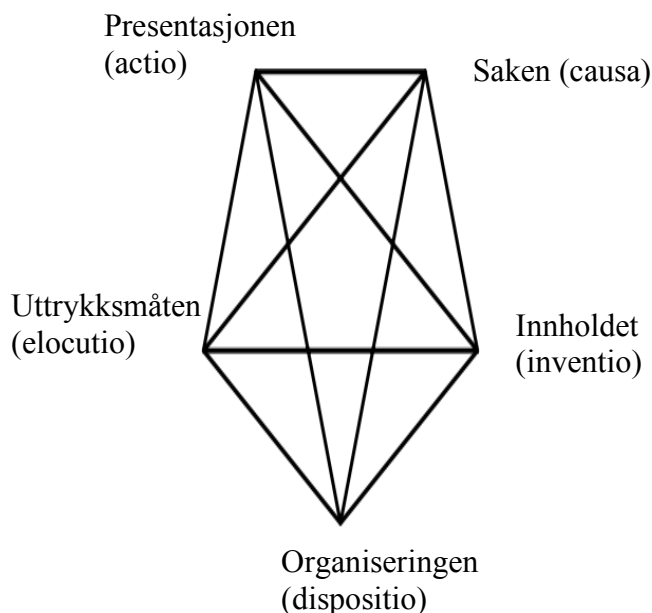 Presentasjonen
(actio)
Saken (causa)
Uttrykksmåten
(elocutio)
Innholdet
(inventio)
Organiseringen
(dispositio)